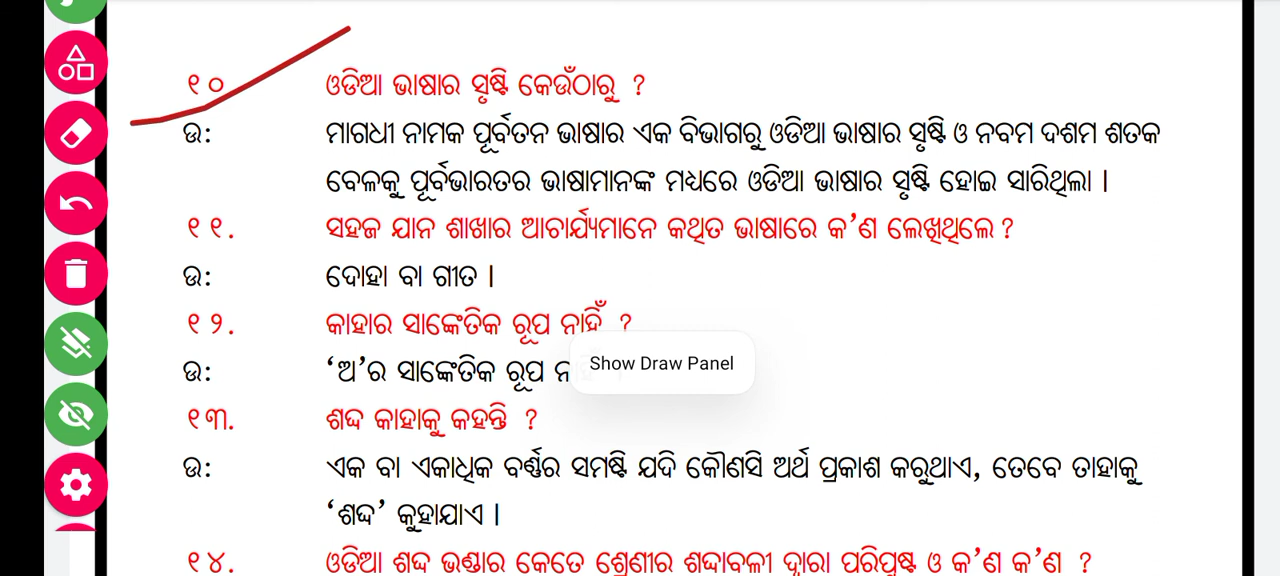 ୧୦ ଓଡିଆ ଭାଷାର ସୃଷ୍ଟି କେଉଁଠାରୁ ?
ଉ: ମାଗଧୀ ନାମକ ପୂର୍ବତନ ଭାଷାର ଏକ ବିଭାଗରୁ ଓଡିଆ ଭାଷାର ସୃଷ୍ଟି ଓ ନବମ ଦଶମ ଶତକ
ବେଳକୁ ପୂର୍ବଭାରତର ଭାଷାମାନଙ୍କ ମଧ୍ୟରେ ଓଡିଆ ଭାଷାର ସୃଷ୍ଟି ହୋଇ ସାରିଥିଲା ।
୧୧. ସହଜ ଯାନ ଶାଖାର ଆଚାର୍ଯ୍ୟମାନେ କଥିତ ଭାଷାରେ କ’ଣ ଲେଖିଥିଲେ ?
ଉ: ଦୋହା ବା ଗୀତ ।
୧୨. କାହାର ସାଙ୍କେତିକ ରୂପ ନାହିଁ ?
ଉ: ‘ଅ’ର ସାଙ୍କେତିକ ରୂପ
Show Draw Panel
୧୩. ଶବ୍ଦ କାହାକୁ କହନ୍ତି ?
ଉ: ଏକ ବା ଏକାଧିକ ବର୍ଣ୍ଣର ସମଷ୍ଟି ଯଦି କୌଣସି ଅର୍ଥ ପ୍ରକାଶ କରୁଥାଏ, ତେବେ ତାହାକୁ
‘ଶବ୍ଦ’ କୁହାଯାଏ ।
୧୪. ଓଡିଆ ଶବ୍ଦ ଭଣ୍ଡାର କେତେ ଶ୍ରେଣୀର ଶବ୍ଦାବଳୀ ଦ୍ୱାରା ପରିପୁଷ୍ଟ ଓ କ’ଣ କ’ଣ ?